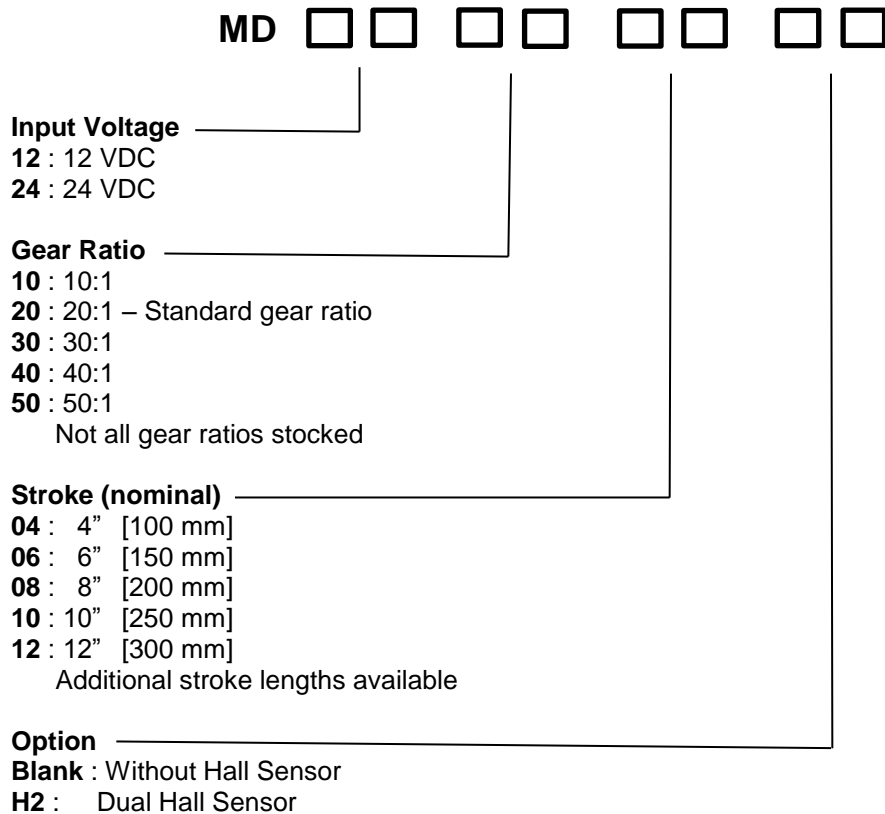 MD
Input Voltage
12 : 12 VDC
24 : 24 VDC
Gear Ratio
10 : 10:1
20 : 20:1 – Standard gear ratio
30 : 30:1
40 : 40:1
50 : 50:1
Not all gear ratios stocked
Stroke (nominal)
04 : 4” [100 mm]
06 : 6” [150 mm]
08 : 8” [200 mm]
10 : 10” [250 mm]
12 : 12” [300 mm]
Additional stroke lengths available
Option
Blank : Without Hall Sensor
H2 : Dual Hall Sensor